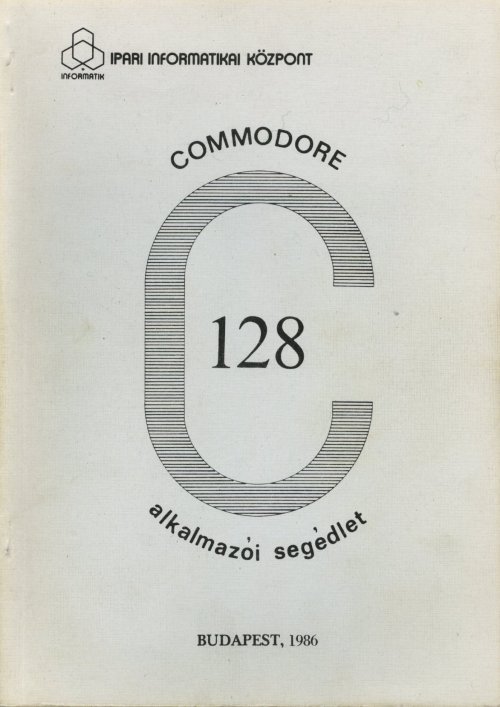 IPARI INFORMATIKAI KÖZPONT
INFORMATIK
COMMODORE
C
128
alkalmazói segédlet
BUDAPEST, 1986